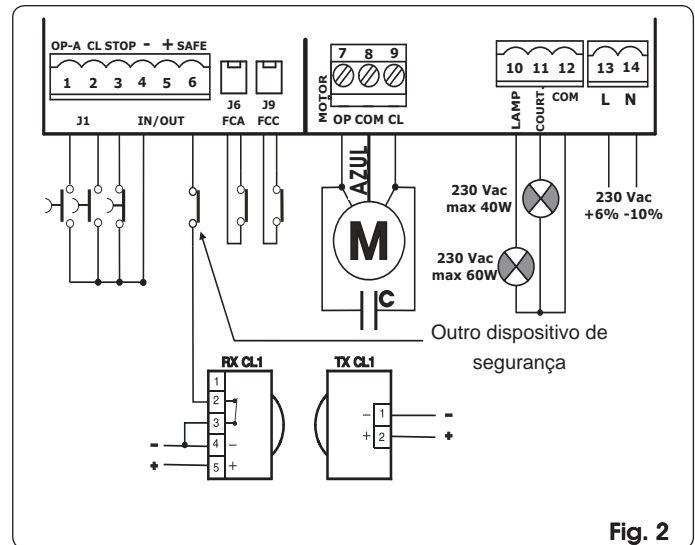 OP-A CL STOP - + SAFE
1 2 3 4 5 6
J1 IN/OUT
J6 J9
FCA FCC
MOTOR
7 8 9
OP COM CL
AZUL
M
C
10 11 12
LAMP COURT. COM
13 14
L N
230 Vac
max 40W
230 Vac
max 60W
230 Vac
+6% -10%
Outro dispositivo de
segurança
RX CL1
1
2
3
- 4 -
+ 5 +
TX CL1
- 1 -
+ 2 +
Fig. 2